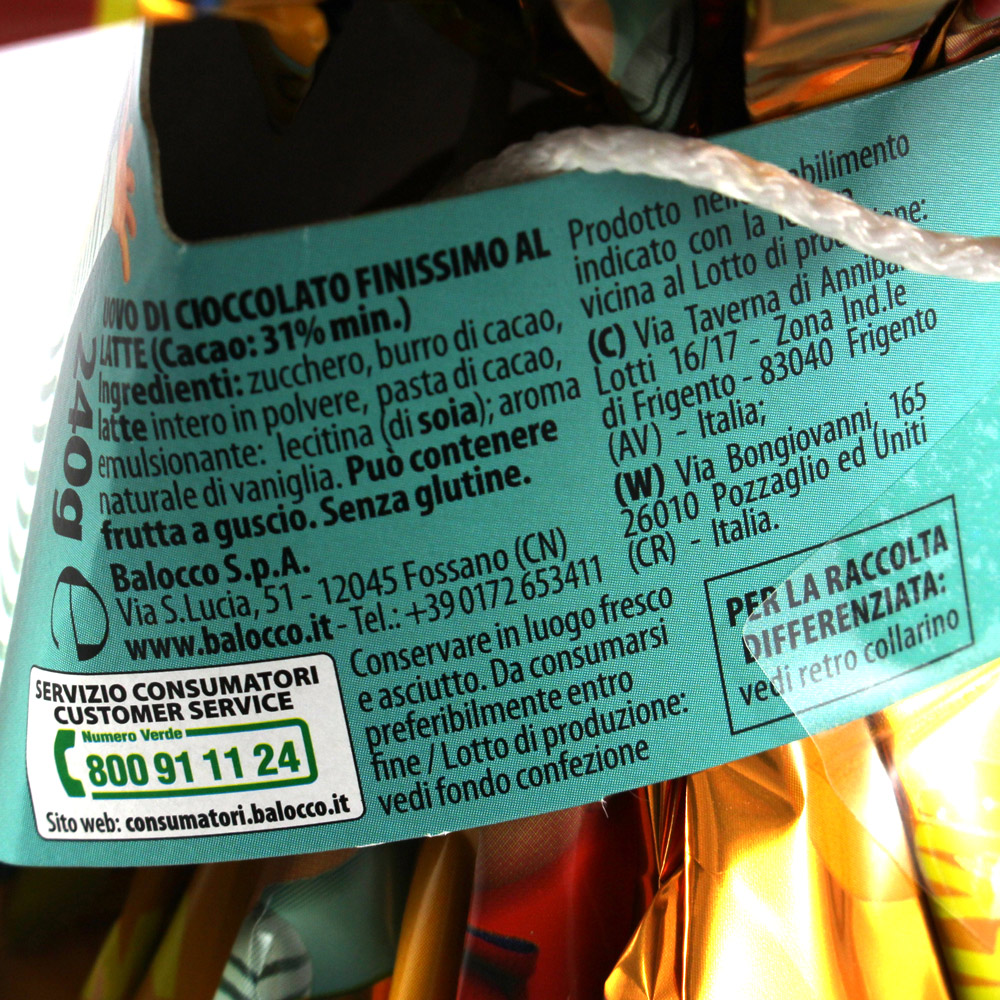 UOVO DI CIOCCOLATO FINISSIMO AL
LATTE (Cacao: 31% min.)
Ingredienti: zucchero, burro di cacao,
latte intero in polvere, pasta di cacao,
emulsionante: lecitina (di soia); aroma
naturale di vaniglia. Può contenere
frutta a guscio. Senza glutine.
Balocco S.p.A.
Via S.Lucia, 51 - 12045 Fossano (CN)
www.balocco.it - Tel.: +39 0172 653411
240g e
SERVIZIO CONSUMATORI
CUSTOMER SERVICE
Numero Verde
800 91 11 24
Sito web: consumatori.balocco.it
Conservare in luogo fresco
e asciutto. Da consumarsi
preferibilmente entro
fine / Lotto di produzione:
vedi fondo confezione
Prodotto
indicato con la
vicina al Lotto di
(C) Via Taverna di
Lotti 16/17 - Zona Ind.le
di Frigento - 83040 Frigento
(AV) - Italia;
(W) Via Bongiovanni, 165
26010 Pozzaglio ed Uniti
(CR) - Italia.
PER LA RACCOLTA
DIFFERENZIATA:
vedi retro collarino